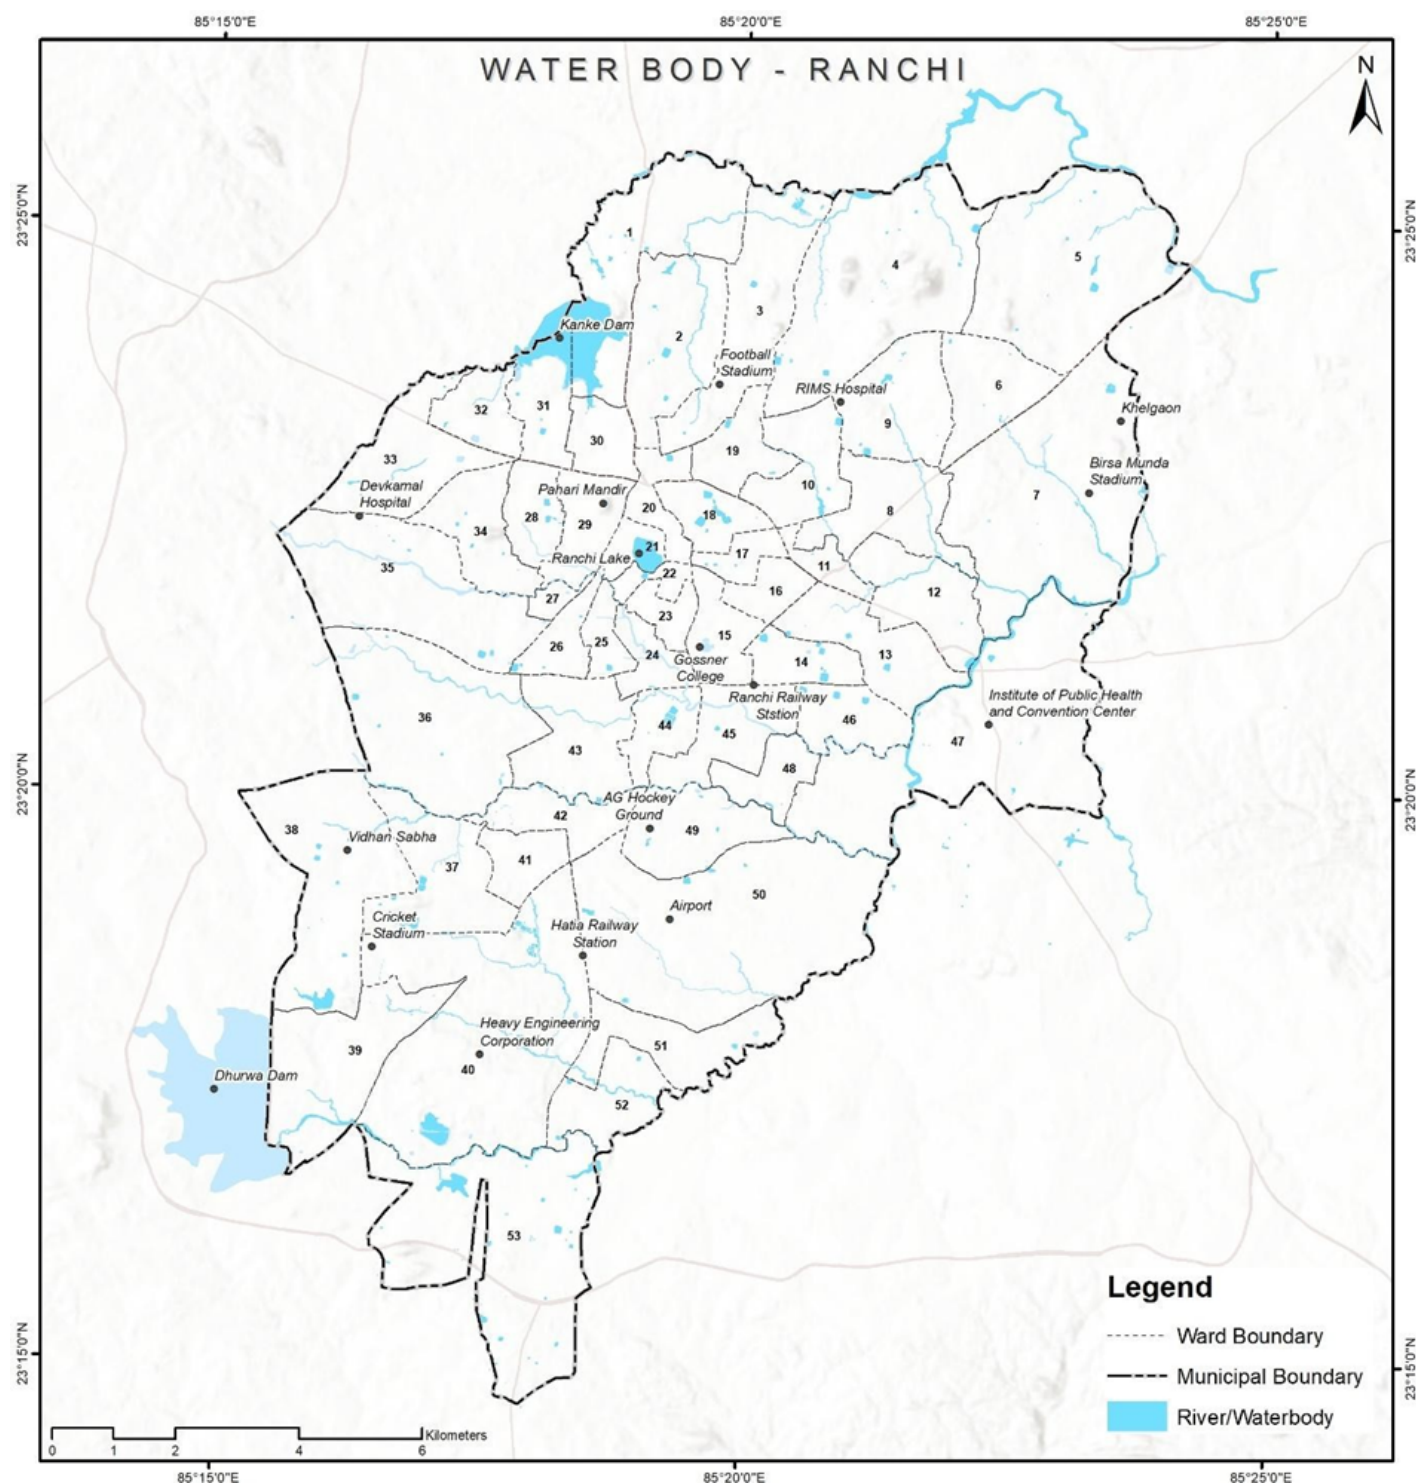 85°15'0"E
85°20'0"E
85°25'0"E
WATER BODY - RANCHI
N
23°25'0"N
23°25'0"N
1
5
4
3
2
Kanke Dam
Football
Stadium
RIMS Hospital
6
32
31
30
9
Khelgaon
19
33
Birsa Munda
Stadium
Devkamal
Hospital
Pahari Mandir
10
7
28
29
20
18
8
34
Ranchi Lake
21
17
35
22
11
16
12
27
23
26
25
24
15
14
13
Gossner
College
Ranchi Railway
Ststion
Institute of Public Health
and Convention Center
36
44
45
46
47
43
48
23°20'0"N
23°20'0"N
AG Hockey
Ground
42
49
38
Vidhan Sabha
37
41
50
Airport
Cricket
Stadium
Hatia Railway
Station
Heavy Engineering
Corporation
39
40
51
Dhurwa Dam
52
53
Legend
Ward Boundary
Municipal Boundary
River/Waterbody
23°15'0"N
23°15'0"N
Kilometers
0 1 2 4 6
85°15'0"E
85°20'0"E
85°25'0"E